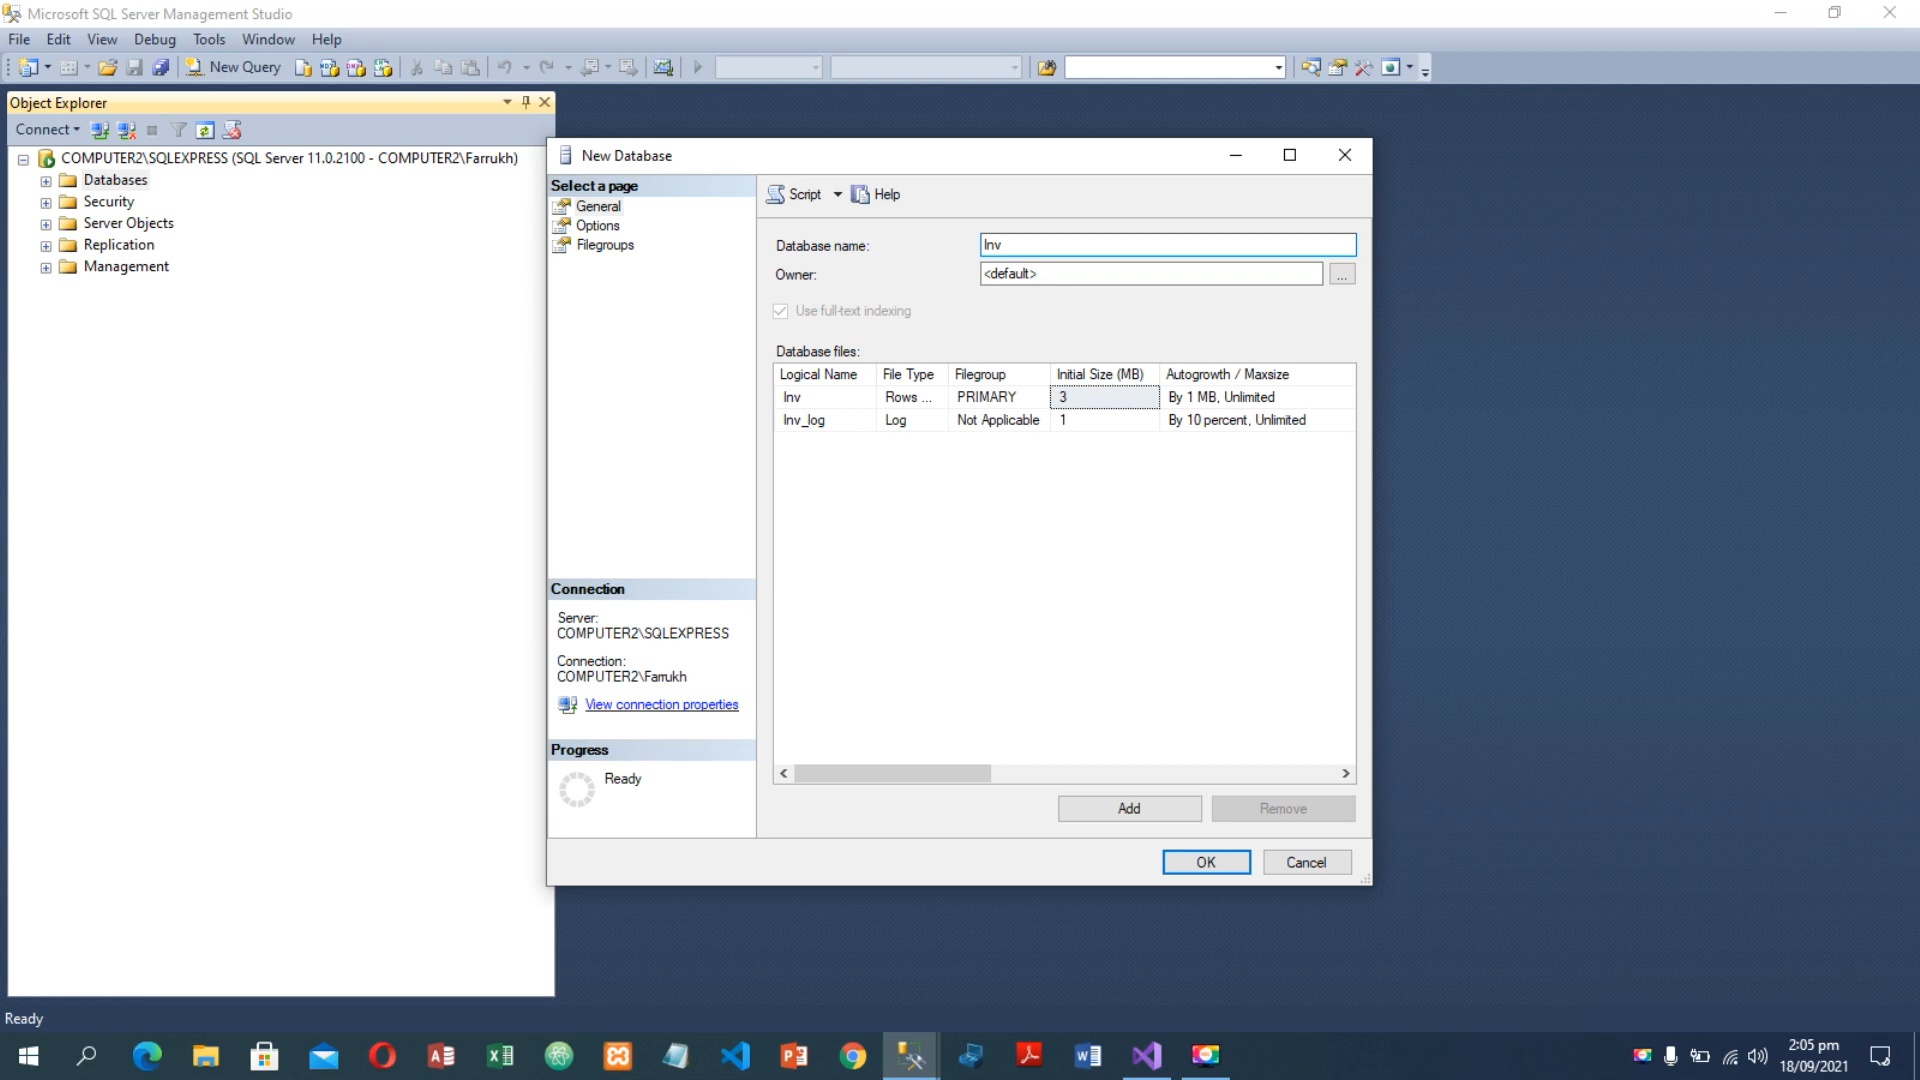 Microsoft SQL Server Management Studio
File Edit View Debug Tools Window Help
New Query
Object Explorer
Connect
COMPUTER2\SQLEXPRESS (SQL Server 11.0.2100 - COMPUTER2\Farrukh)
Databases
Security
Server Objects
Replication
Management
New Database
Select a page
General
Options
Filegroups
Script Help
Database name: Inv
Owner: <default> ...
Use full-text indexing
Database files:
Logical Name File Type Filegroup Initial Size (MB) Autogrowth / Maxsize
Inv Rows ... PRIMARY 3 By 1 MB, Unlimited
Inv_log Log Not Applicable 1 By 10 percent, Unlimited
Connection
Server:
COMPUTER2\SQLEXPRESS
Connection:
COMPUTER2\Farrukh
View connection properties
Progress
Ready
Add Remove
OK Cancel
Ready
2:05 pm
18/09/2021